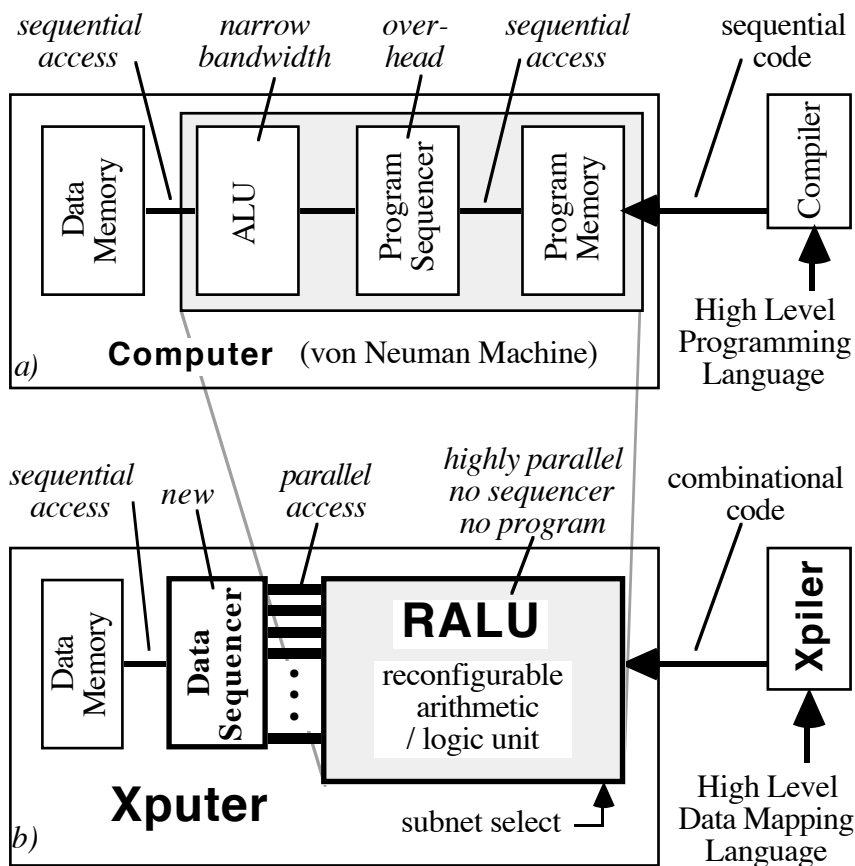 sequential
access
narrow
bandwidth
over-
head
sequential
access
sequential
code
Data
Memory
ALU
Program
Sequencer
Program
Memory
Compiler
High Level
Programming
Language
a)
Computer (von Neuman Machine)
sequential
access
new
parallel
access
highly parallel
no sequencer
no program
combinational
code
Data
Memory
Data
Sequencer
RALU
reconfigurable
arithmetic
/ logic unit
Xpiler
High Level
Data Mapping
Language
Xputer
subnet select
b)